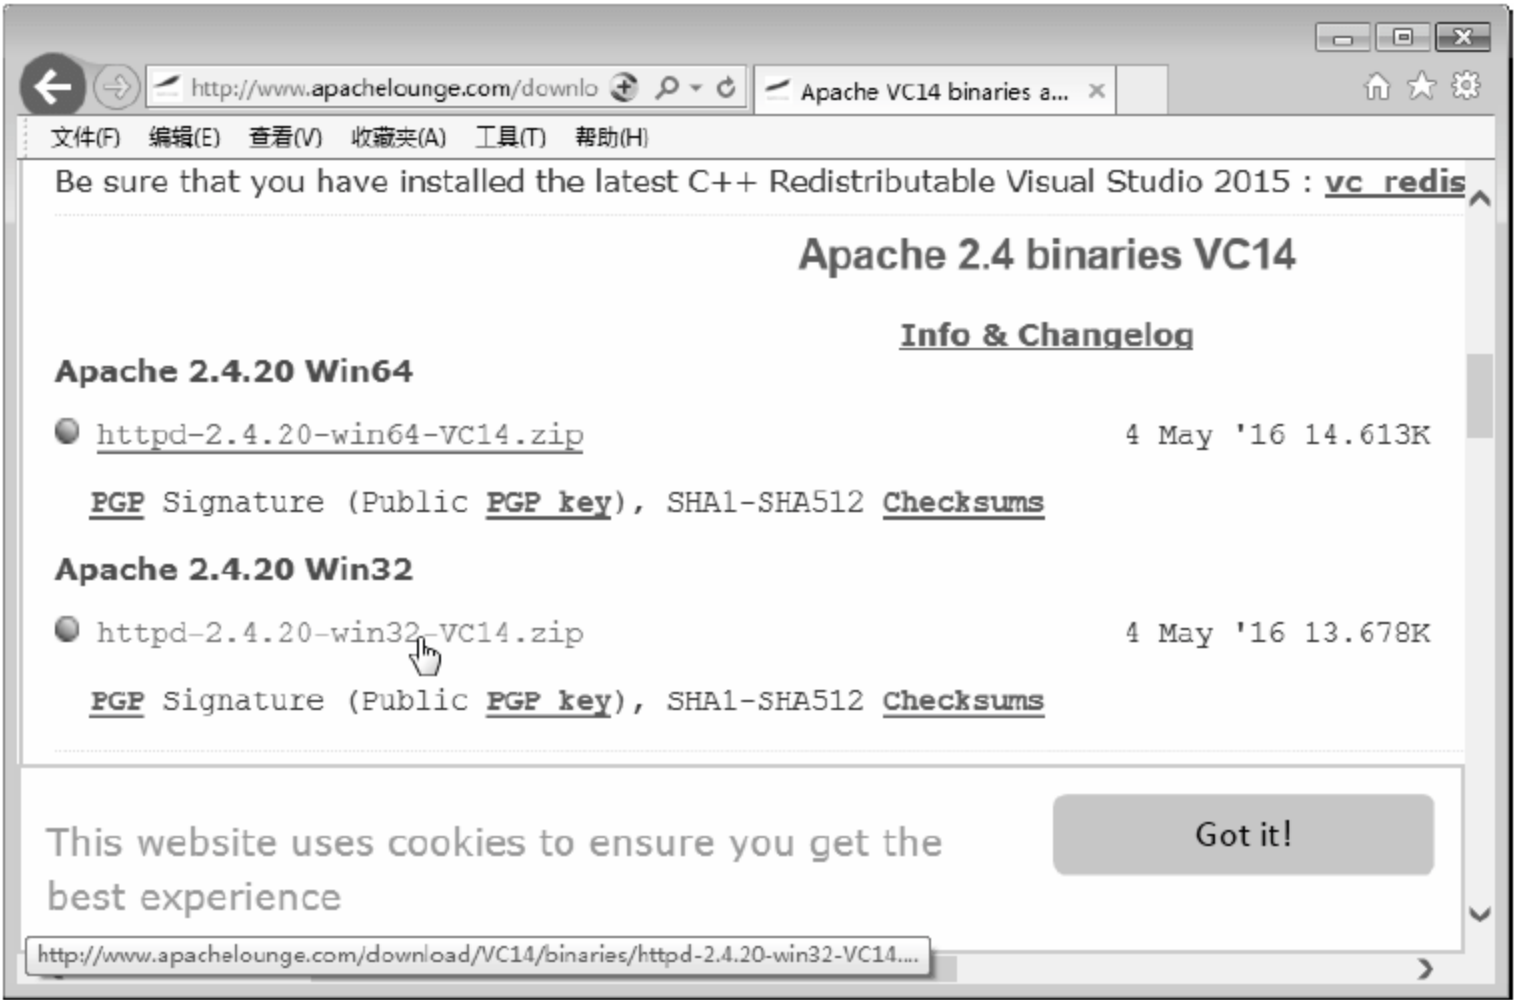 http://www.apachelounge.com/downlo
Apache VC14 binaries a...
文件(F) 编辑(E) 查看(V) 收藏夹(A) 工具(T) 帮助(H)
Be sure that you have installed the latest C++ Redistributable Visual Studio 2015 : vc_redis
Apache 2.4 binaries VC14
Info & Changelog
Apache 2.4.20 Win64
httpd-2.4.20-win64-VC14.zip 4 May '16 14.613K
PGP Signature (Public PGP key), SHA1-SHA512 Checksums
Apache 2.4.20 Win32
httpd-2.4.20-win32-VC14.zip 4 May '16 13.678K
PGP Signature (Public PGP key), SHA1-SHA512 Checksums
This website uses cookies to ensure you get the
best experience
Got it!
http://www.apachelounge.com/download/VC14/binaries/httpd-2.4.20-win32-VC14....